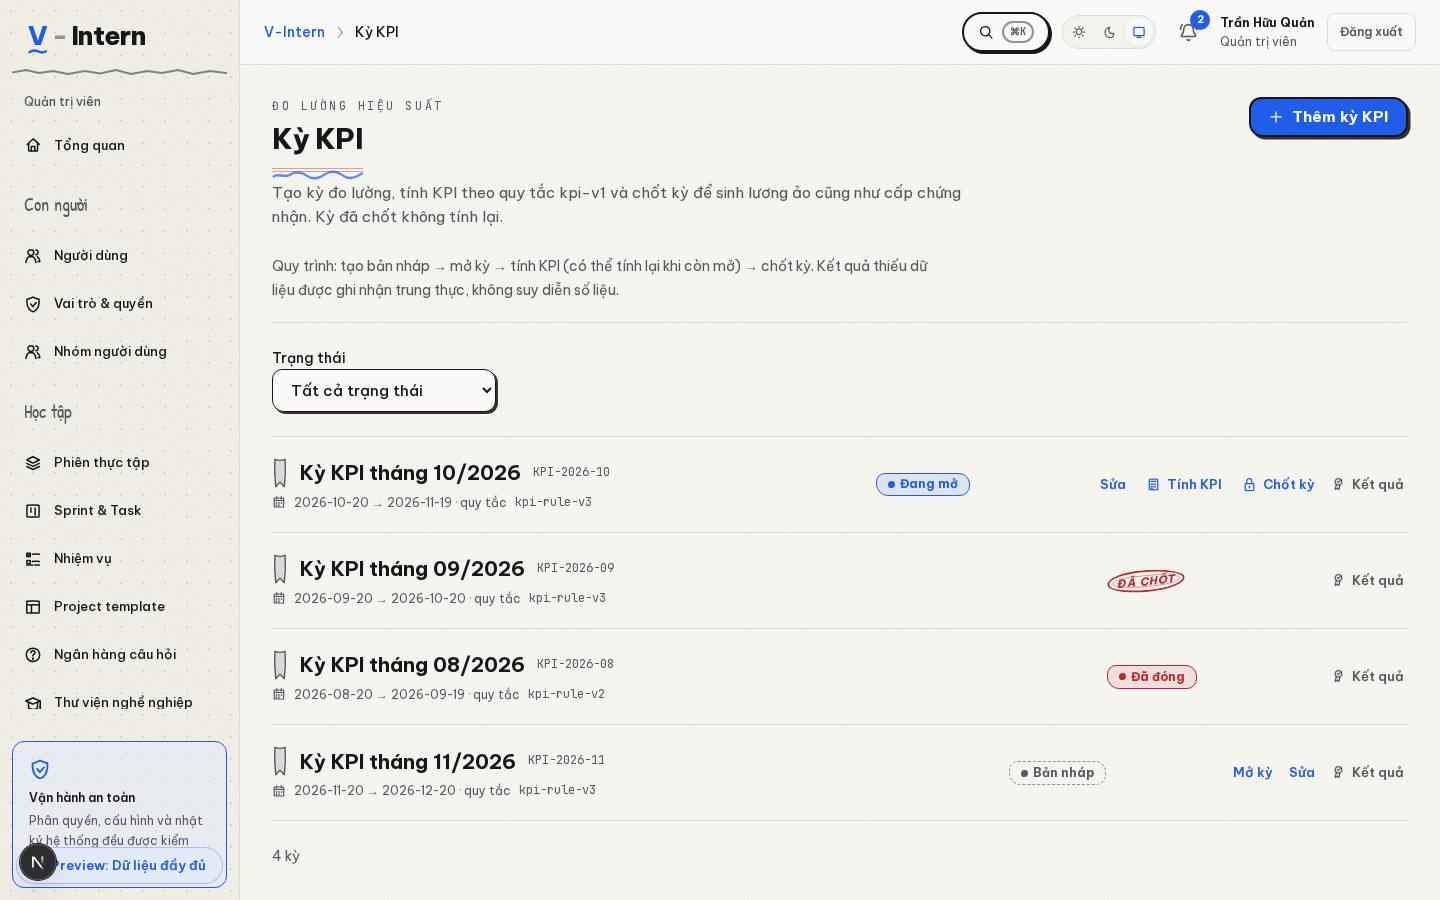 V - Intern
Quản trị viên
Tổng quan
Con người
Người dùng
Vai trò & quyền
Nhóm người dùng
Học tập
Phiên thực tập
Sprint & Task
Nhiệm vụ
Project template
Ngân hàng câu hỏi
Thư viện nghề nghiệp
Vận hành an toàn
Phân quyền, cấu hình và nhật
ký hệ thống đều được kiểm
Preview: Dữ liệu đầy đủ
V-Intern > Kỳ KPI
⌘K
2
Trần Hữu Quản
Quản trị viên
Đăng xuất
ĐO LƯỜNG HIỆU SUẤT
Kỳ KPI
Thêm kỳ KPI
Tạo kỳ đo lường, tính KPI theo quy tắc kpi-v1 và chốt kỳ để sinh lương ảo cũng như cấp chứng
nhận. Kỳ đã chốt không tính lại.
Quy trình: tạo bản nháp → mở kỳ → tính KPI (có thể tính lại khi còn mở) → chốt kỳ. Kết quả thiếu dữ
liệu được ghi nhận trung thực, không suy diễn số liệu.
Trạng thái
Tất cả trạng thái
Kỳ KPI tháng 10/2026 KPI-2026-10
2026-10-20 → 2026-11-19 · quy tắc kpi-rule-v3
Đang mở
Sửa Tính KPI Chốt kỳ Kết quả
Kỳ KPI tháng 09/2026 KPI-2026-09
2026-09-20 → 2026-10-20 · quy tắc kpi-rule-v3
ĐÃ CHỐT
Kết quả
Kỳ KPI tháng 08/2026 KPI-2026-08
2026-08-20 → 2026-09-19 · quy tắc kpi-rule-v2
Đã đóng
Kết quả
Kỳ KPI tháng 11/2026 KPI-2026-11
2026-11-20 → 2026-12-20 · quy tắc kpi-rule-v3
Bản nháp
Mở kỳ Sửa Kết quả
4 kỳ